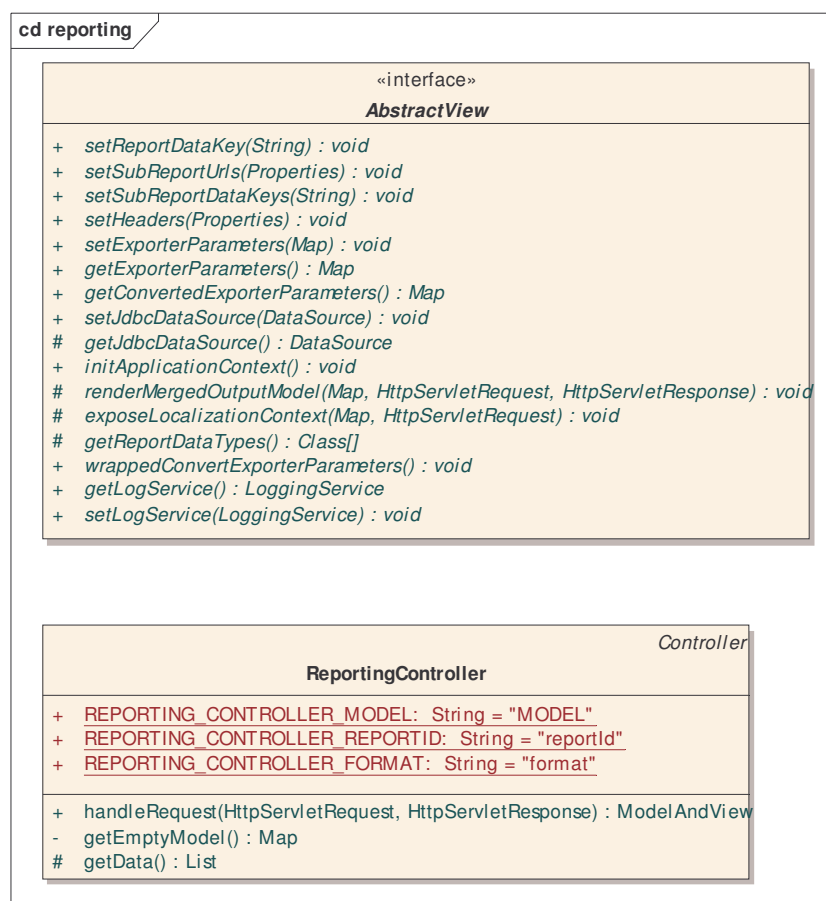 cd reporting
«interface»
AbstractView
+ setReportDataKey(String) : void
+ setSubReportUrls(Properties) : void
+ setSubReportDataKeys(String) : void
+ setHeaders(Properties) : void
+ setExporterParameters(Map) : void
+ getExporterParameters() : Map
+ getConvertedExporterParameters() : Map
+ setJdbcDataSource(DataSource) : void
# getJdbcDataSource() : DataSource
+ initApplicationContext() : void
# renderMergedOutputModel(Map, HttpServletRequest, HttpServletResponse) : void
# exposeLocalizationContext(Map, HttpServletRequest) : void
# getReportDataTypes() : Class[]
+ wrappedConvertExporterParameters() : void
+ getLogService() : LoggingService
+ setLogService(LoggingService) : void
Controller
ReportingController
+ REPORTING_CONTROLLER_MODEL: String = "MODEL"
+ REPORTING_CONTROLLER_REPORTID: String = "reportId"
+ REPORTING_CONTROLLER_FORMAT: String = "format"
+ handleRequest(HttpServletRequest, HttpServletResponse) : ModelAndView
- getEmptyModel() : Map
# getData() : List